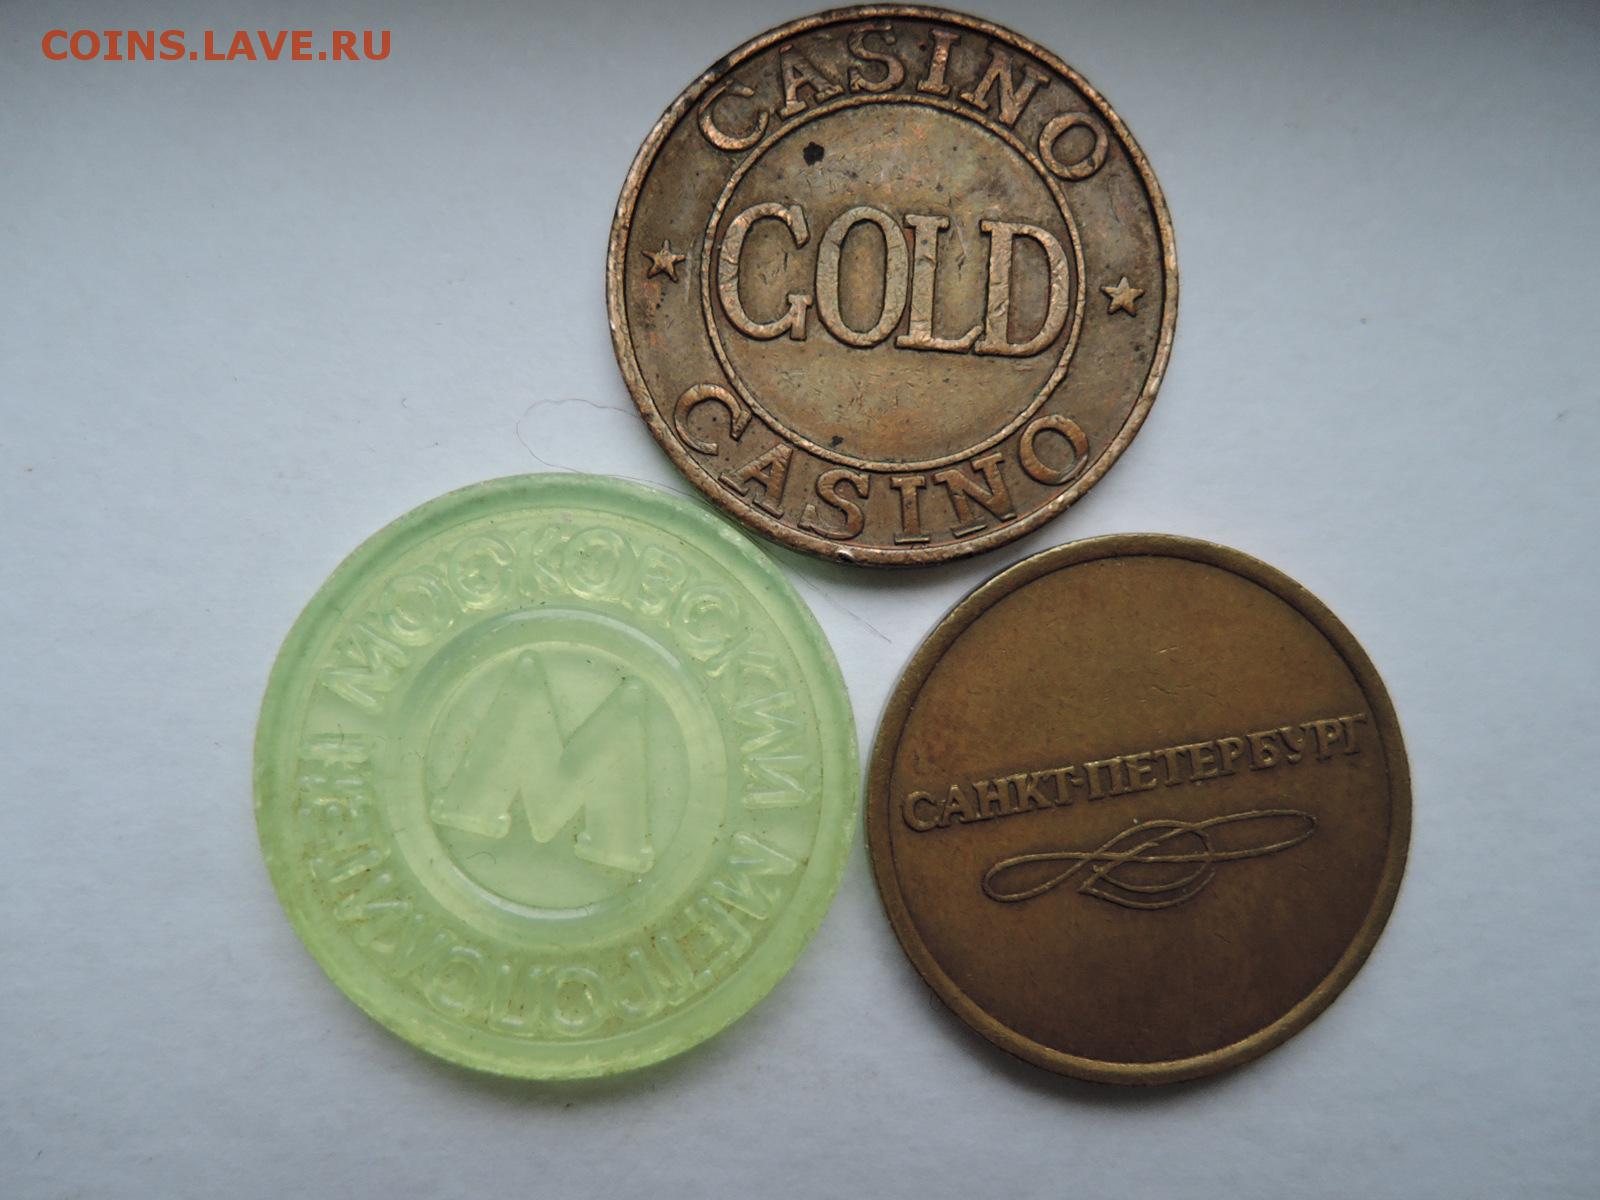 COINS.LAVE.RU
CASINO
GOLD
CASINO
МОСКОВСКИЙ МЕТРОПОЛИТЕН
М
САНКТ-ПЕТЕРБУРГ